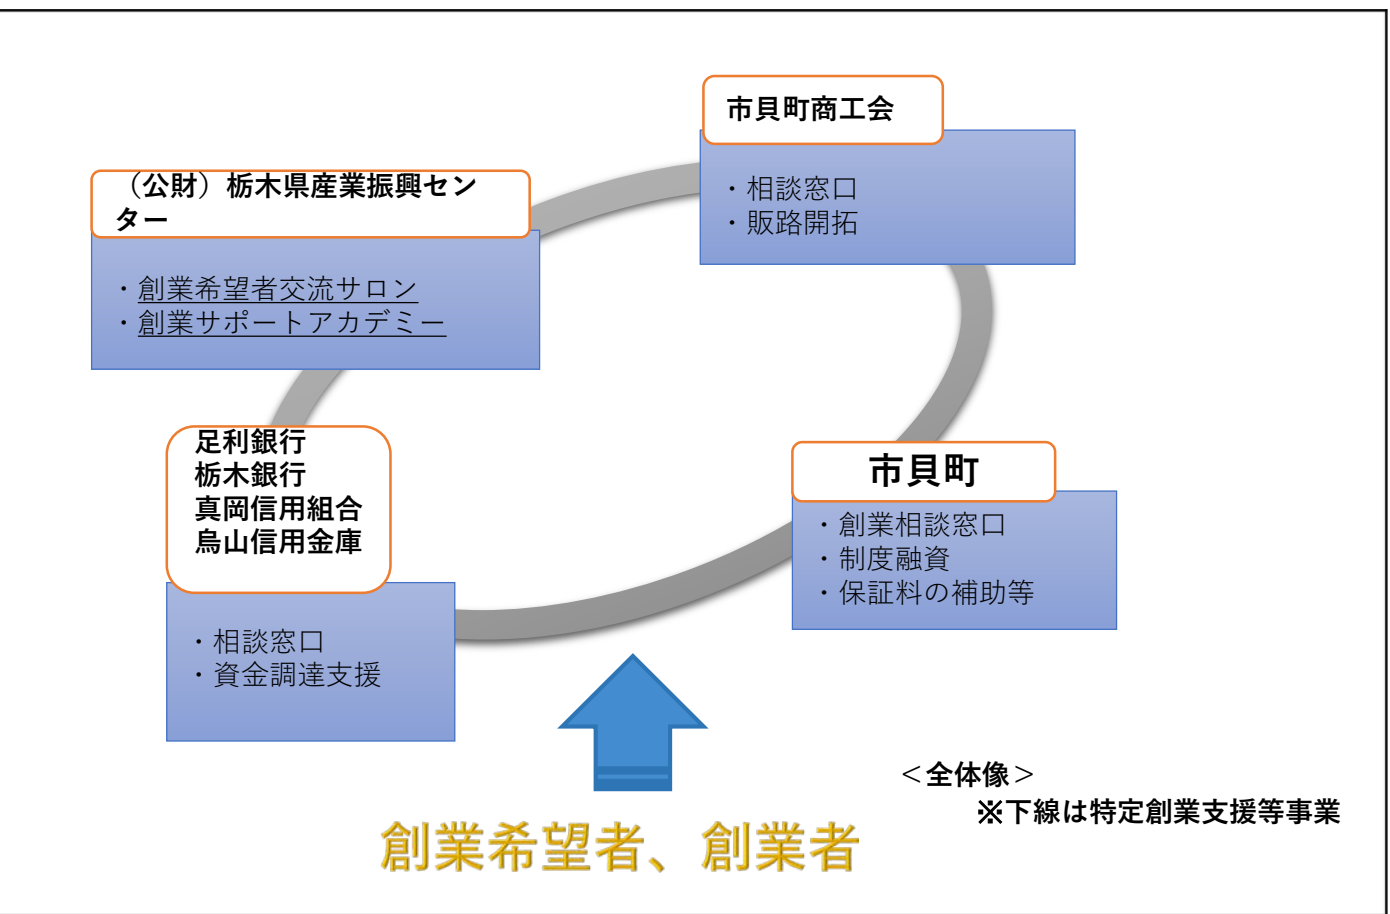 市貝町商工会
・相談窓口
・販路開拓
（公財）栃木県産業振興セン
ター
・創業希望者交流サロン
・創業サポートアカデミー
足利銀行
栃木銀行
真岡信用組合
烏山信用金庫
・相談窓口
・資金調達支援
市貝町
・創業相談窓口
・制度融資
・保証料の補助等
＜全体像＞
※下線は特定創業支援等事業
創業希望者、創業者